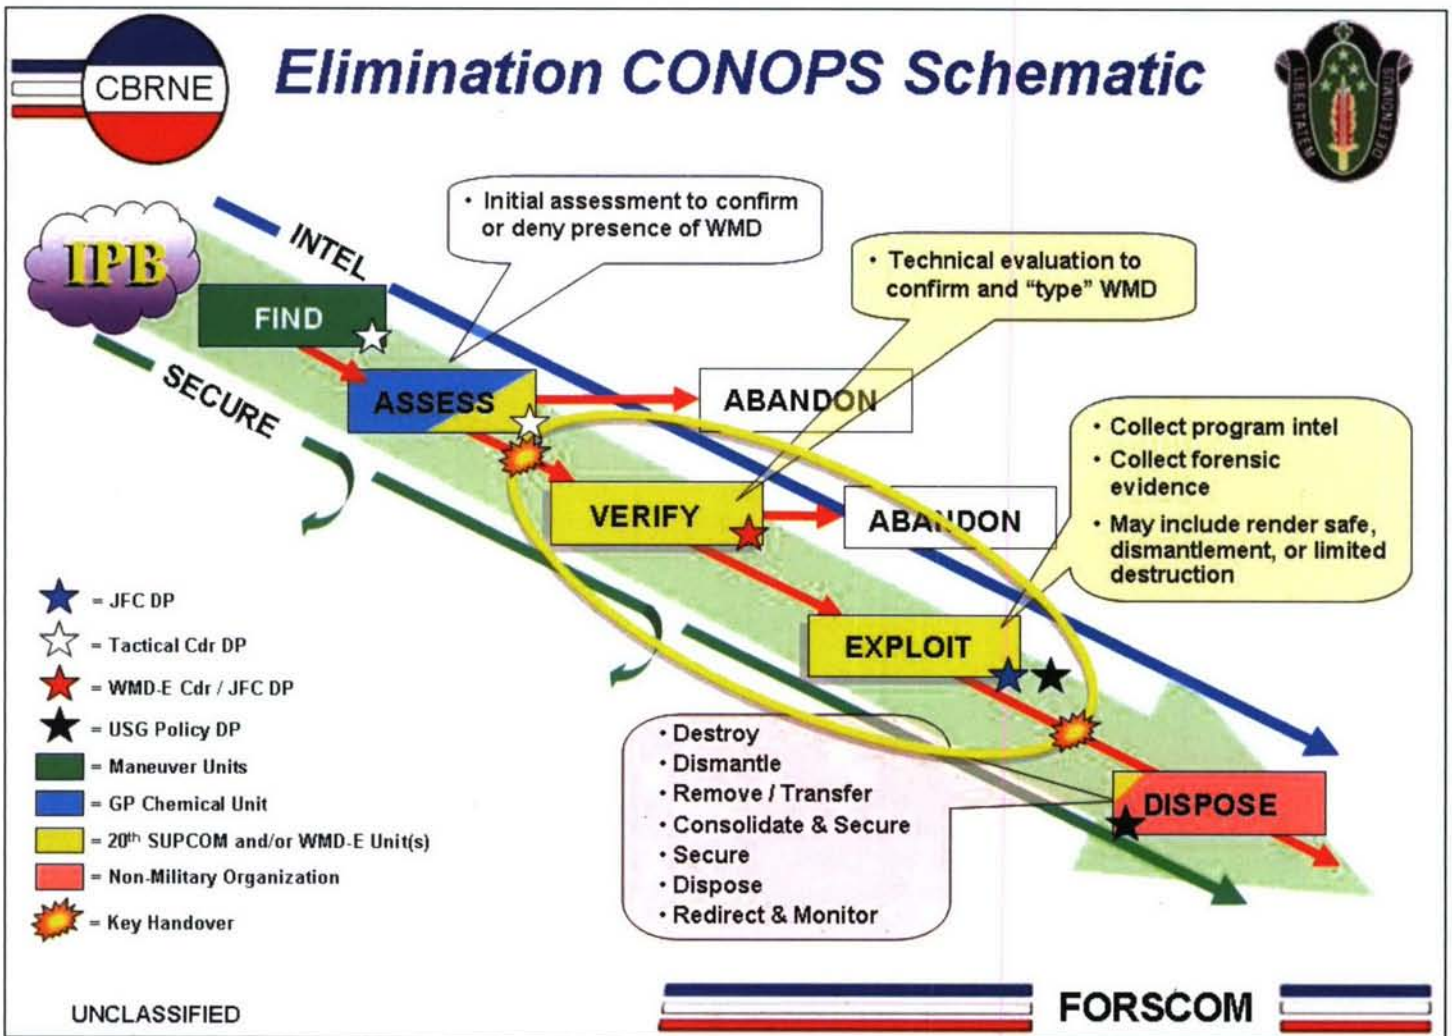 CBRNE
Elimination CONOPS Schematic
LIBERTATEM
DEFENDIMUS
IPB
INTEL
• Initial assessment to confirm
or deny presence of WMD
• Technical evaluation to
confirm and “type” WMD
FIND
SECURE
ASSESS
ABANDON
• Collect program intel
• Collect forensic
evidence
• May include render safe,
dismantlement, or limited
destruction
VERIFY
ABANDON
EXPLOIT
= JFC DP
= Tactical Cdr DP
= WMD-E Cdr / JFC DP
= USG Policy DP
= Maneuver Units
= GP Chemical Unit
= 20th SUPCOM and/or WMD-E Unit(s)
= Non-Military Organization
= Key Handover
• Destroy
• Dismantle
• Remove / Transfer
• Consolidate & Secure
• Secure
• Dispose
• Redirect & Monitor
DISPOSE
UNCLASSIFIED
FORSCOM